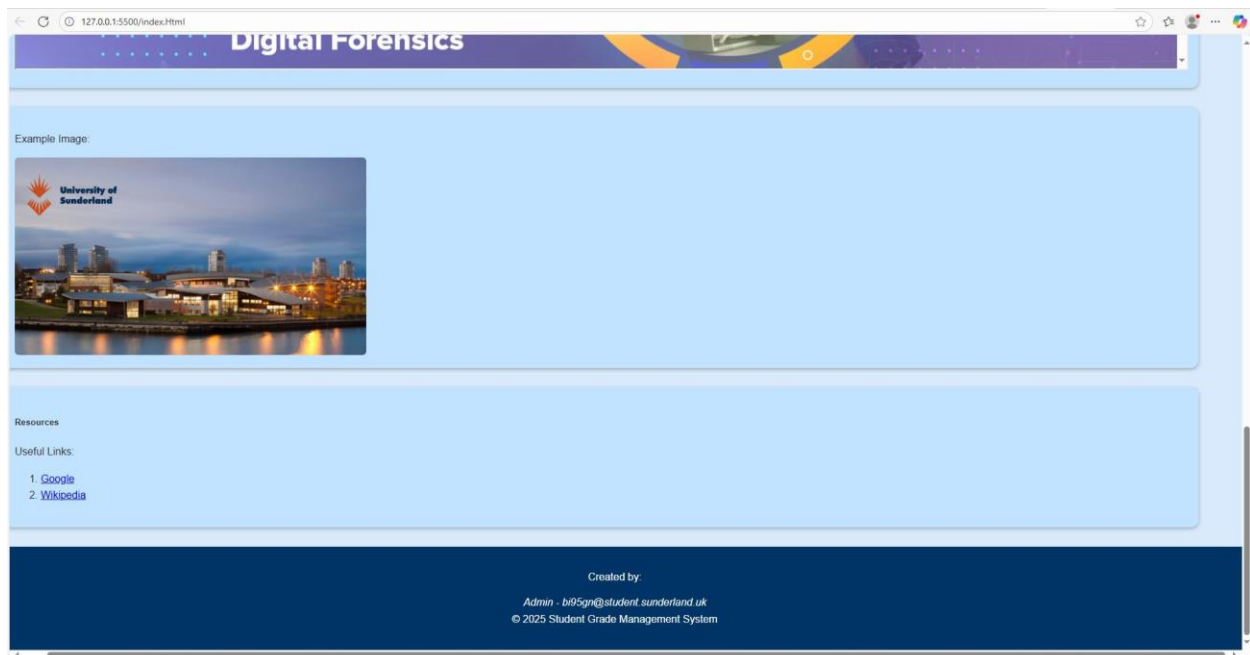 127.0.0.1:5500/index.Html
Digital Forensics
Example Image:
University of
Sunderland
Resources
Useful Links:
1. Google
2. Wikipedia
Created by:
Admin - bi95gn@student.sunderland.uk
© 2025 Student Grade Management System